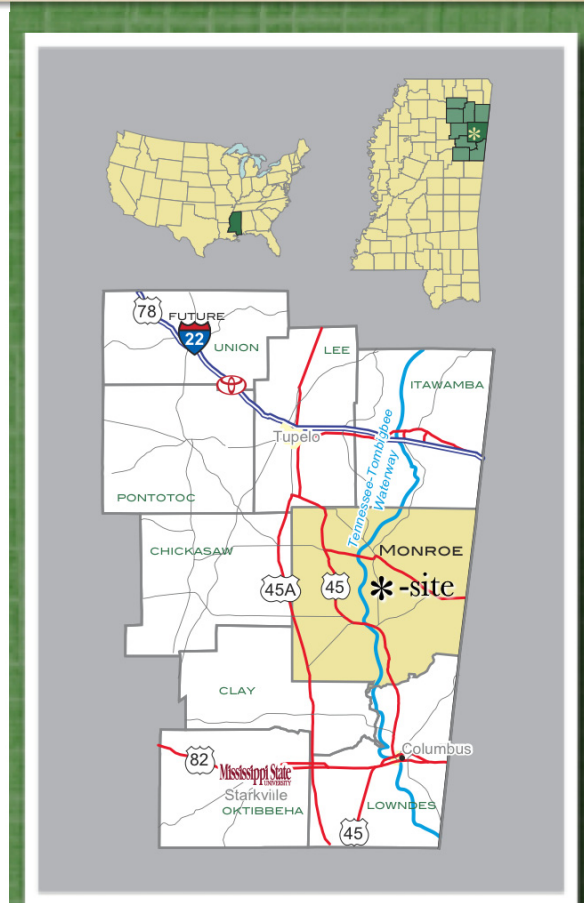 *
78
FUTURE
22
UNION
LEE
ITAWAMBA
Tupelo
Tennessee-Tombigbee
Waterway
PONTOTOC
CHICKASAW
MONROE
45A
45
*-site
CLAY
82
Mississippi State
UNIVERSITY
Starkville
OKTIBBEHA
Columbus
LOWNDES
45